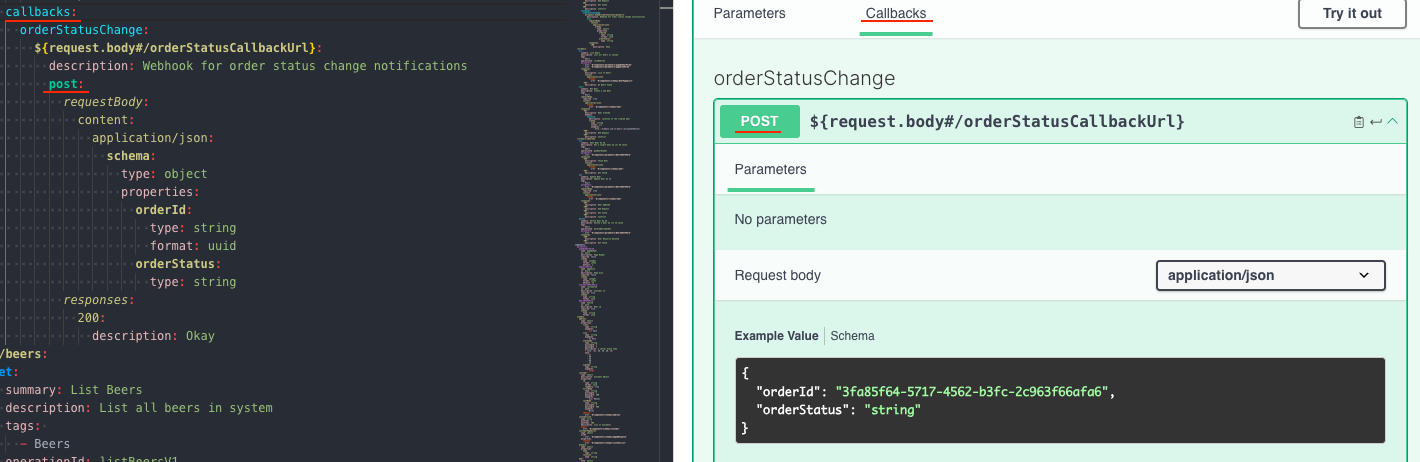 callbacks:
orderStatusChange:
${request.body#/orderStatusCallbackUrl}:
description: Webhook for order status change notifications
post:
requestBody:
content:
application/json:
schema:
type: object
properties:
orderId:
type: string
format: uuid
orderStatus:
type: string
responses:
200:
description: Okay
/beers:
et:
summary: List Beers
description: List all beers in system
tags:
- Beers
operationId: listBeersV1
Parameters
Callbacks
Try it out
orderStatusChange
POST ${request.body#/orderStatusCallbackUrl}
Parameters
No parameters
Request body
application/json
Example Value
Schema
{
"orderId": "3fa85f64-5717-4562-b3fc-2c963f66afa6",
"orderStatus": "string"
}